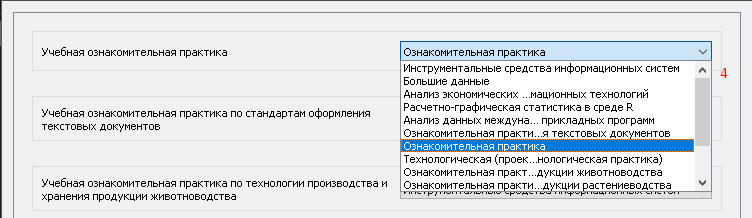 Учебная ознакомительная практика
Ознакомительная практика
4
Инструментальные средства информационных систем
Большие данные
Анализ экономических ...мационных технологий
Расчетно-графическая статистика в среде R
Анализ данных междуна... прикладных программ
Ознакомительная практи...я текстовых документов
Ознакомительная практика
Технологическая (проек...нологическая практика)
Ознакомительная практ...дукции животноводства
Ознакомительная практи...дукции растениеводства
Учебная ознакомительная практика по стандартам оформления
текстовых документов
Учебная ознакомительная практика по технологии производства и
хранения продукции животноводства